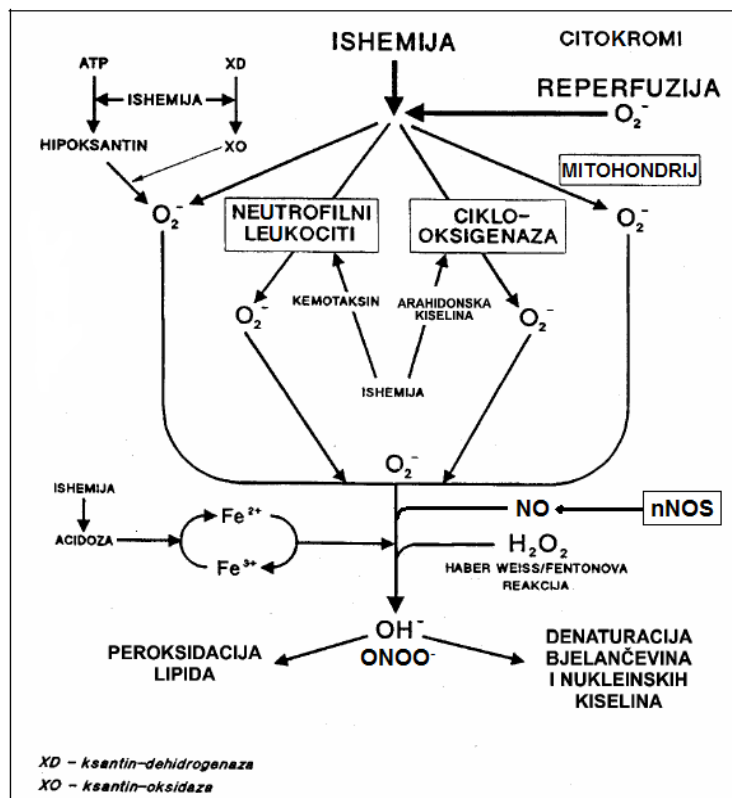 ISHEMIJA
CITOKROMI
ATP
XD
ISHEMIJA
REPERFUZIJA
O₂⁻
HIPOKSANTIN
XO
MITOHONDRIJ
O₂⁻
NEUTROFILNI
LEUKOCITI
CIKLO-
OKSIGENAZA
O₂⁻
KEMOTAKSIN
ARAHIDONSKA
KISELINA
O₂⁻
O₂⁻
ISHEMIJA
O₂⁻
ISHEMIJA
ACIDOZA
Fe²⁺
Fe³⁺
NO
nNOS
H₂O₂
HABER WEISS/FENTONOVA
REAKCIJA
OH⁻
ONOO⁻
PEROKSIDACIJA
LIPIDA
DENATURACIJA
BJELANČEVINA
I NUKLEINSKIH
KISELINA
XD – ksantin-dehidrogenaza
XO – ksantin-oksidaza